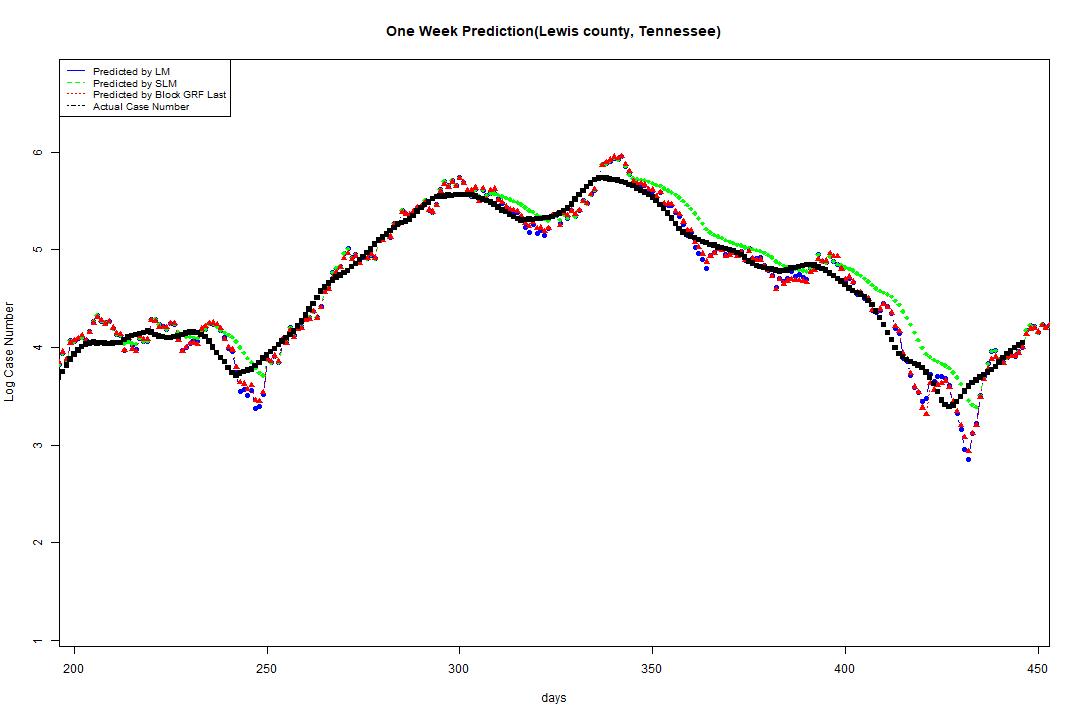 One Week Prediction(Lewis county, Tennessee)
Predicted by LM
Predicted by SLM
Predicted by Block GRF Last
Actual Case Number
Log Case Number
6
5
4
3
2
1
200 250 300 350 400 450
days